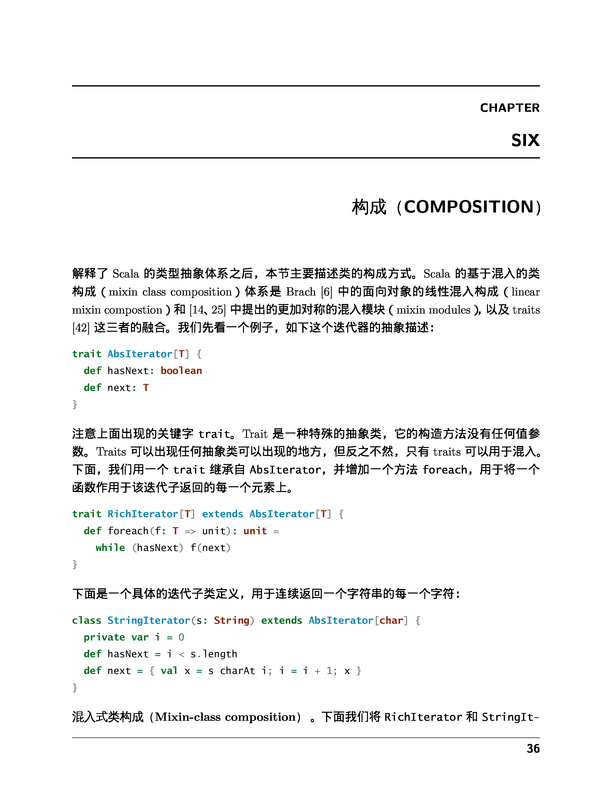 CHAPTER
SIX
构成（COMPOSITION）
解释了 Scala 的类型抽象体系之后，本节主要描述类的构成方式。Scala 的基于混入的类
构成（mixin class composition）体系是 Brach [6] 中的面向对象的线性混入构成（linear
mixin compostion）和 [14、25] 中提出的更加对称的混入模块（mixin modules），以及 traits
[42] 这三者的融合。我们先看一个例子，如下这个迭代器的抽象描述：
trait AbsIterator[T] {
def hasNext: boolean
def next: T
}
注意上面出现的关键字 trait。Trait 是一种特殊的抽象类，它的构造方法没有任何值参
数。Traits 可以出现任何抽象类可以出现的地方，但反之不然，只有 traits 可以用于混入。
下面，我们用一个 trait 继承自 AbsIterator，并增加一个方法 foreach，用于将一个
函数作用于该迭代子返回的每一个元素上。
trait RichIterator[T] extends AbsIterator[T] {
def foreach(f: T => unit): unit =
while (hasNext) f(next)
}
下面是一个具体的迭代子类定义，用于连续返回一个字符串的每一个字符：
class StringIterator(s: String) extends AbsIterator[char] {
private var i = 0
def hasNext = i < s.length
def next = { val x = s charAt i; i = i + 1; x }
}
混入式类构成（Mixin-class composition）。下面我们将 RichIterator 和 StringIt-
36